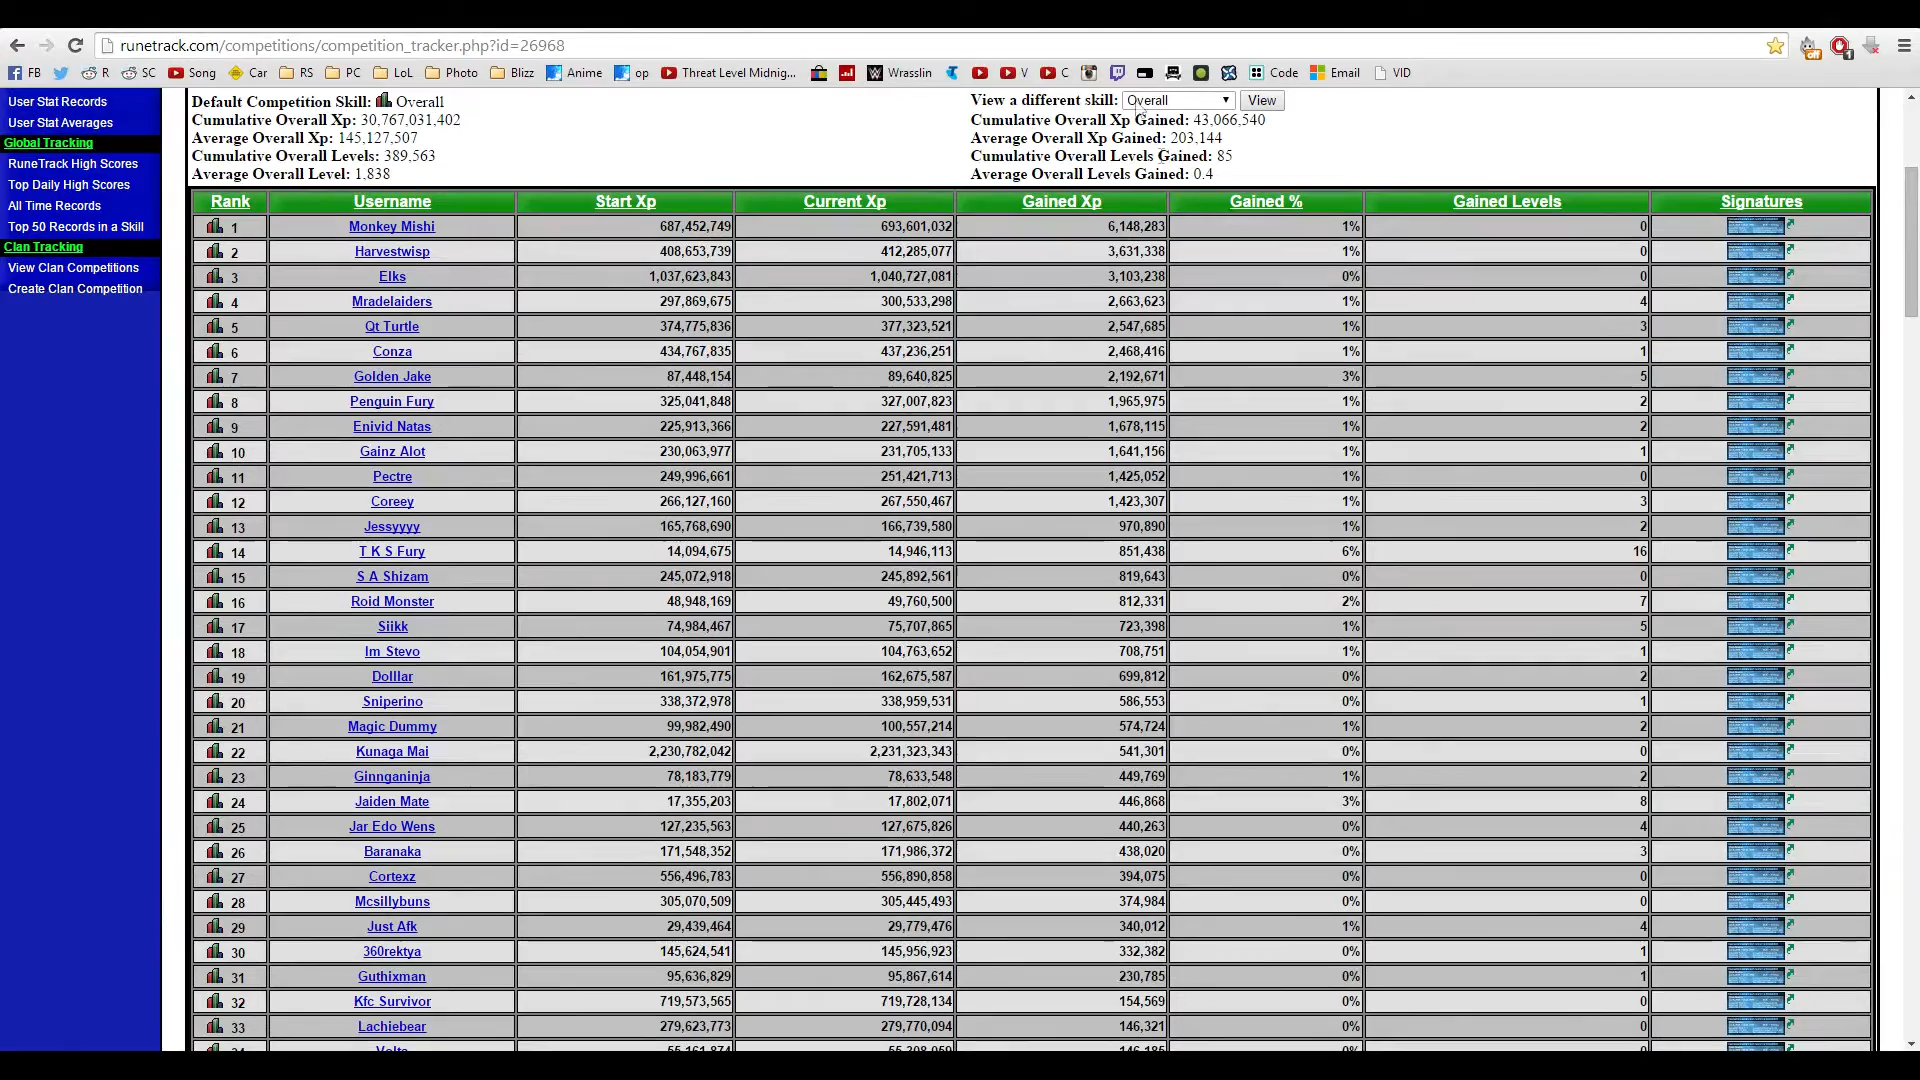 runetrack.com/competitions/competition_tracker.php?id=26968
FB R SC Song Car RS PC LoL Photo Blizz Anime op Threat Level Midnig... Wrasslin V C Code Email VID
User Stat Records
User Stat Averages
Global Tracking
RuneTrack High Scores
Top Daily High Scores
All Time Records
Top 50 Records in a Skill
Clan Tracking
View Clan Competitions
Create Clan Competition
Default Competition Skill: Overall
Cumulative Overall Xp: 30,767,031,402
Average Overall Xp: 145,127,507
Cumulative Overall Levels: 389,563
Average Overall Level: 1,838
View a different skill: Overall View
Cumulative Overall Xp Gained: 43,066,540
Average Overall Xp Gained: 203,144
Cumulative Overall Levels Gained: 85
Average Overall Levels Gained: 0.4
Rank Username Start Xp Current Xp Gained Xp Gained % Gained Levels Signatures
1 Monkey Mishi 687,452,749 693,601,032 6,148,283 1% 0
2 Harvestwisp 408,653,739 412,285,077 3,631,338 1% 0
3 Elks 1,037,623,843 1,040,727,081 3,103,238 0% 0
4 Mradelaiders 297,869,675 300,533,298 2,663,623 1% 4
5 Qt Turtle 374,775,836 377,323,521 2,547,685 1% 3
6 Conza 434,767,835 437,236,251 2,468,416 1% 1
7 Golden Jake 87,448,154 89,640,825 2,192,671 3% 5
8 Penguin Fury 325,041,848 327,007,823 1,965,975 1% 2
9 Enivid Natas 225,913,366 227,591,481 1,678,115 1% 2
10 Gainz Alot 230,063,977 231,705,133 1,641,156 1% 1
11 Pectre 249,996,661 251,421,713 1,425,052 1% 0
12 Coreey 266,127,160 267,550,467 1,423,307 1% 3
13 Jessyyyy 165,768,690 166,739,580 970,890 1% 2
14 T K S Fury 14,094,675 14,946,113 851,438 6% 16
15 S A Shizam 245,072,918 245,892,561 819,643 0% 0
16 Roid Monster 48,948,169 49,760,500 812,331 2% 7
17 Siikk 74,984,467 75,707,865 723,398 1% 5
18 Im Stevo 104,054,901 104,763,652 708,751 1% 1
19 Dolllar 161,975,775 162,675,587 699,812 0% 2
20 Sniperino 338,372,978 338,959,531 586,553 0% 1
21 Magic Dummy 99,982,490 100,557,214 574,724 1% 2
22 Kunaga Mai 2,230,782,042 2,231,323,343 541,301 0% 0
23 Ginnganinja 78,183,779 78,633,548 449,769 1% 2
24 Jaiden Mate 17,355,203 17,802,071 446,868 3% 8
25 Jar Edo Wens 127,235,563 127,675,826 440,263 0% 4
26 Baranaka 171,548,352 171,986,372 438,020 0% 3
27 Cortexz 556,496,783 556,890,858 394,075 0% 0
28 Mcsillybuns 305,070,509 305,445,493 374,984 0% 0
29 Just Afk 29,439,464 29,779,476 340,012 1% 4
30 360rektya 145,624,541 145,956,923 332,382 0% 1
31 Guthixman 95,636,829 95,867,614 230,785 0% 1
32 Kfc Survivor 719,573,565 719,728,134 154,569 0% 0
33 Lachiebear 279,623,773 279,770,094 146,321 0% 0